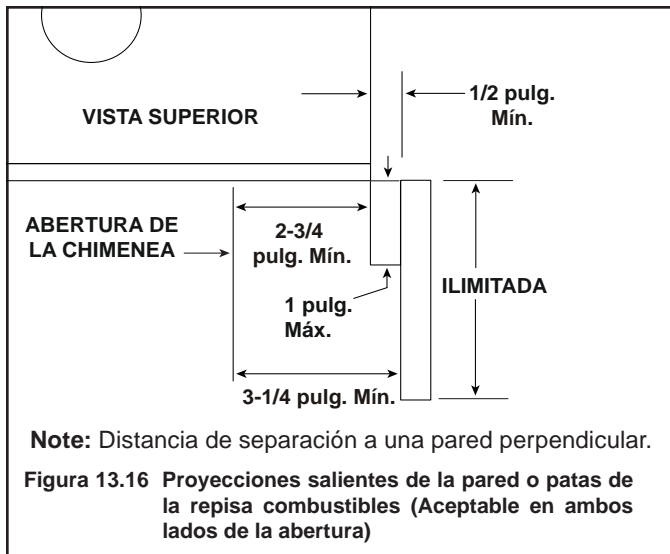 VISTA SUPERIOR
1/2 pulg.
Mín.
ABERTURA DE
LA CHIMENEA
2-3/4
pulg. Mín.
1 pulg.
Máx.
ILIMITADA
3-1/4 pulg. Mín.
Note: Distancia de separación a una pared perpendicular.
Figura 13.16 Proyecciones salientes de la pared o patas de
la repisa combustibles (Aceptable en ambos
lados de la abertura)